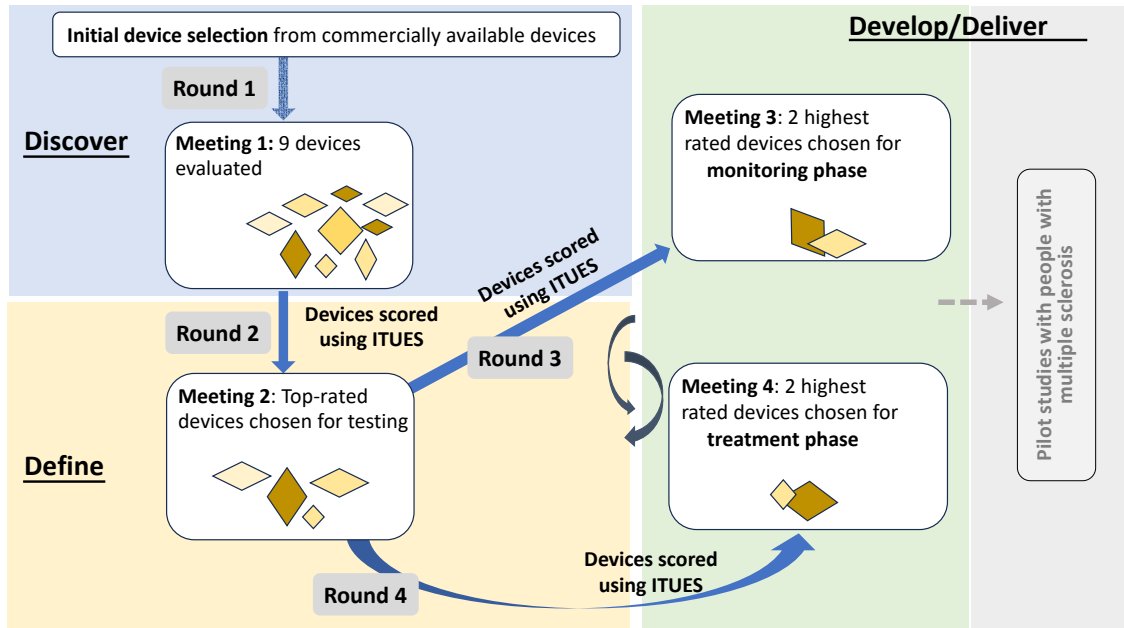 Initial device selection from commercially available devices
Develop/Deliver
Round 1
Discover
Meeting 1: 9 devices
evaluated
Meeting 3: 2 highest
rated devices chosen for
monitoring phase
Devices scored
using ITUES
Round 2
Devices scored
using ITUES
Round 3
Pilot studies with people with
multiple sclerosis
Meeting 2: Top-rated
devices chosen for testing
Define
Meeting 4: 2 highest
rated devices chosen for
treatment phase
Devices scored
using ITUES
Round 4